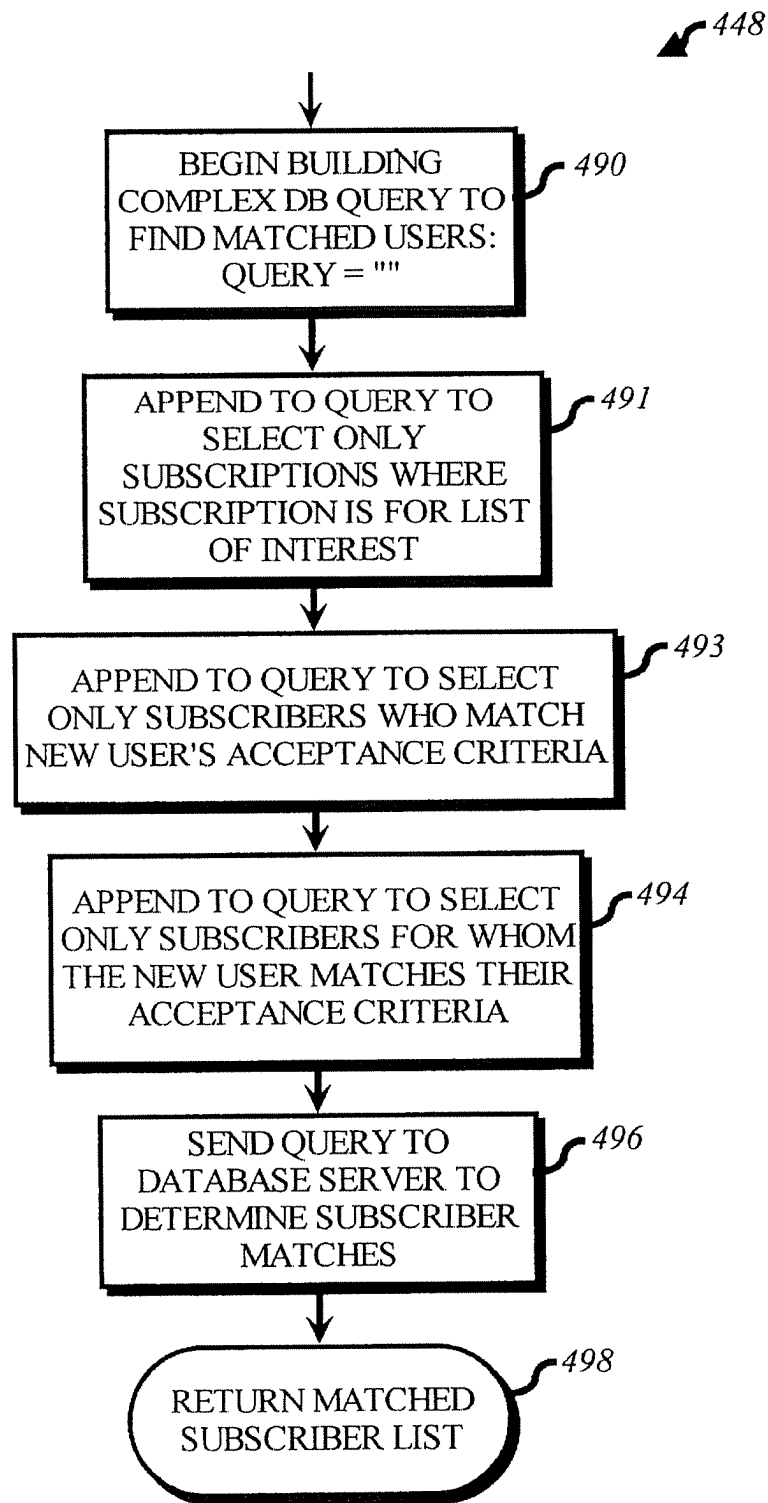 448
BEGIN BUILDING
COMPLEX DB QUERY TO
FIND MATCHED USERS:
QUERY = ""
490
APPEND TO QUERY TO
SELECT ONLY
SUBSCRIPTIONS WHERE
SUBSCRIPTION IS FOR LIST
OF INTEREST
491
APPEND TO QUERY TO SELECT
ONLY SUBSCRIBERS WHO MATCH
NEW USER'S ACCEPTANCE CRITERIA
493
APPEND TO QUERY TO SELECT
ONLY SUBSCRIBERS FOR WHOM
THE NEW USER MATCHES THEIR
ACCEPTANCE CRITERIA
494
SEND QUERY TO
DATABASE SERVER TO
DETERMINE SUBSCRIBER
MATCHES
496
RETURN MATCHED
SUBSCRIBER LIST
498